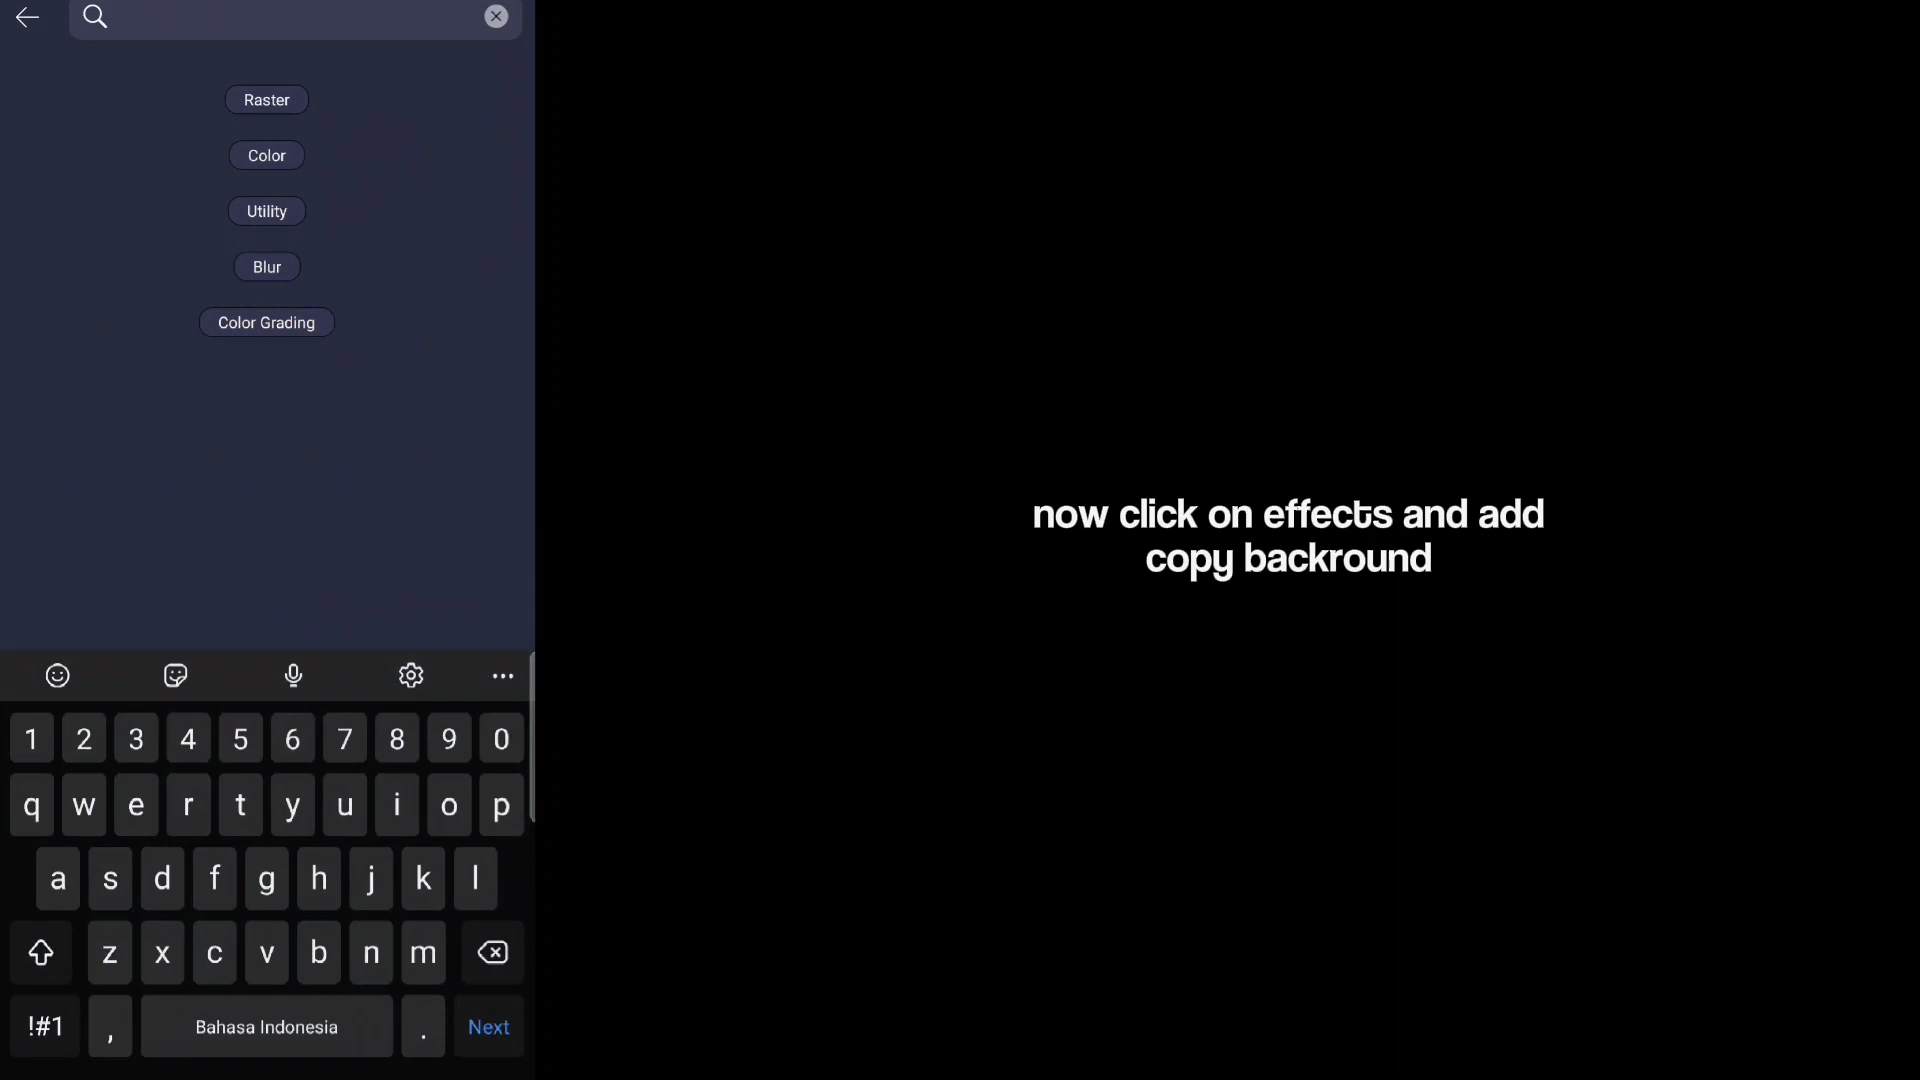 Raster
Color
Utility
Blur
Color Grading
now click on effects and add
copy backround
1 2 3 4 5 6 7 8 9 0
q w e r t y u i o p
a s d f g h j k l
z x c v b n m
!#1 , Bahasa Indonesia . Next